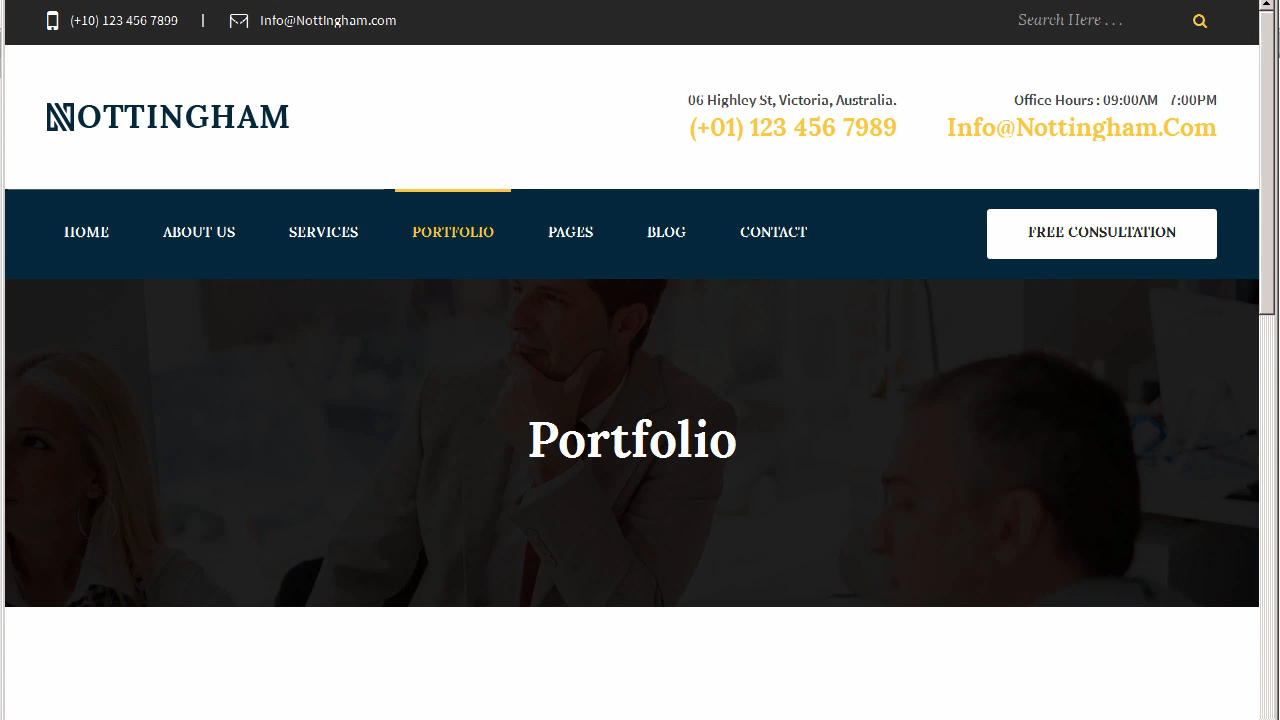 (+10) 123 456 7899 | Info@Nottingham.com
Search Here . . .
NOTTINGHAM
06 Highley St, Victoria, Australia.
(+01) 123 456 7989
Office Hours : 09:00AM 7:00PM
Info@Nottingham.Com
HOME ABOUT US SERVICES PORTFOLIO PAGES BLOG CONTACT
FREE CONSULTATION
Portfolio